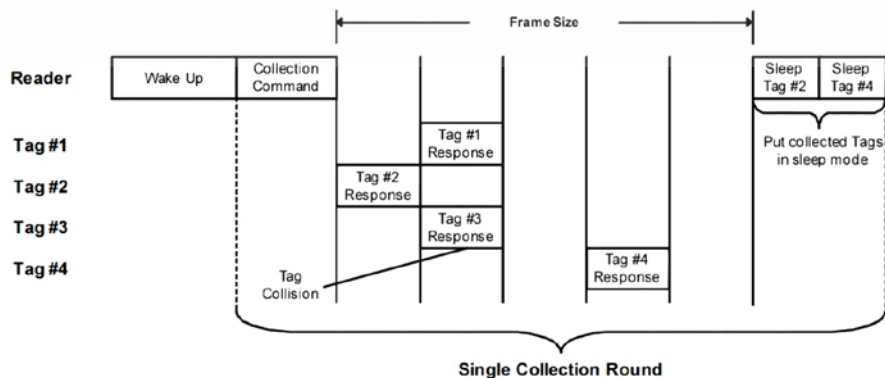 Frame Size
Reader
Wake Up
Collection
Command
Sleep
Tag #2
Sleep
Tag #4
Tag #1
Tag #1
Response
Put collected Tags
in sleep mode
Tag #2
Tag #2
Response
Tag #3
Tag #3
Response
Tag #4
Tag #4
Response
Tag
Collision
Single Collection Round